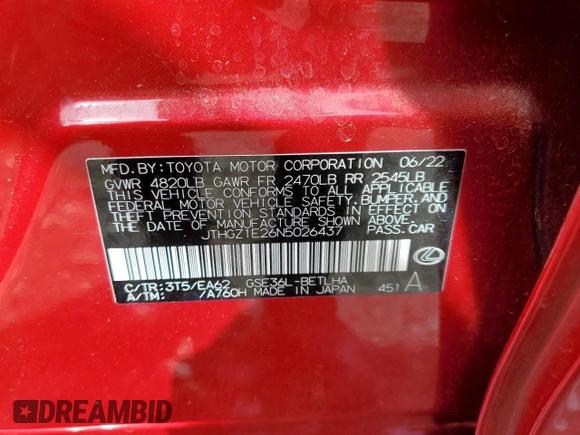 MFD.BY:TOYOTA MOTOR CORPORATION 06/22
GVWR 4820LB GAWR FR 2470LB RR 2545LB
THIS VEHICLE CONFORMS TO ALL APPLICABLE
FEDERAL MOTOR VEHICLE SAFETY, BUMPER, AND
THEFT PREVENTION STANDARDS IN EFFECT ON THE
DATE OF MANUFACTURE SHOWN ABOVE.
JTHGZ1E26N5026437 PASS.CAR
C/TR:3T5/EA62 GSE36L-BETLHA
A/TM: /A760H MADE IN JAPAN 451 A
DREAMBID